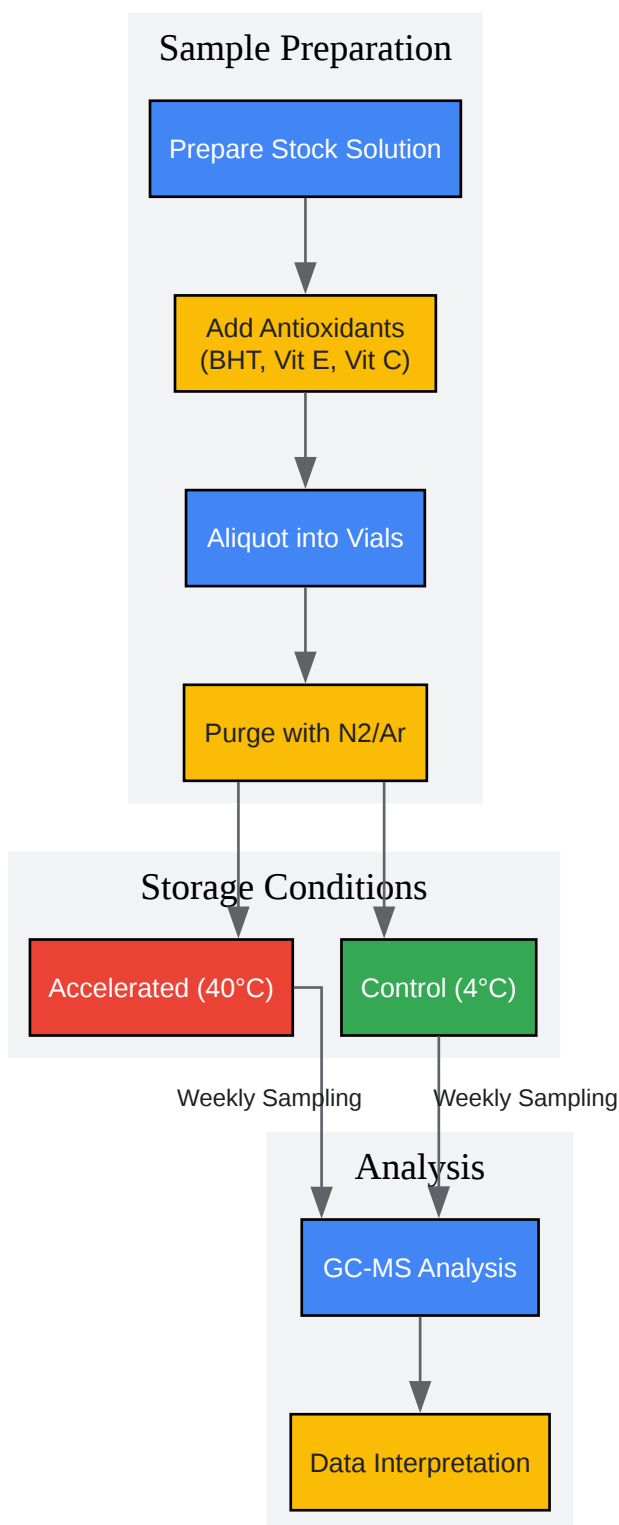 Sample Preparation
Prepare Stock Solution
Add Antioxidants
(BHT, Vit E, Vit C)
Aliquot into Vials
Purge with N2/Ar
Storage Conditions
Accelerated (40°C)
Control (4°C)
Weekly Sampling
Weekly Sampling
Analysis
GC-MS Analysis
Data Interpretation